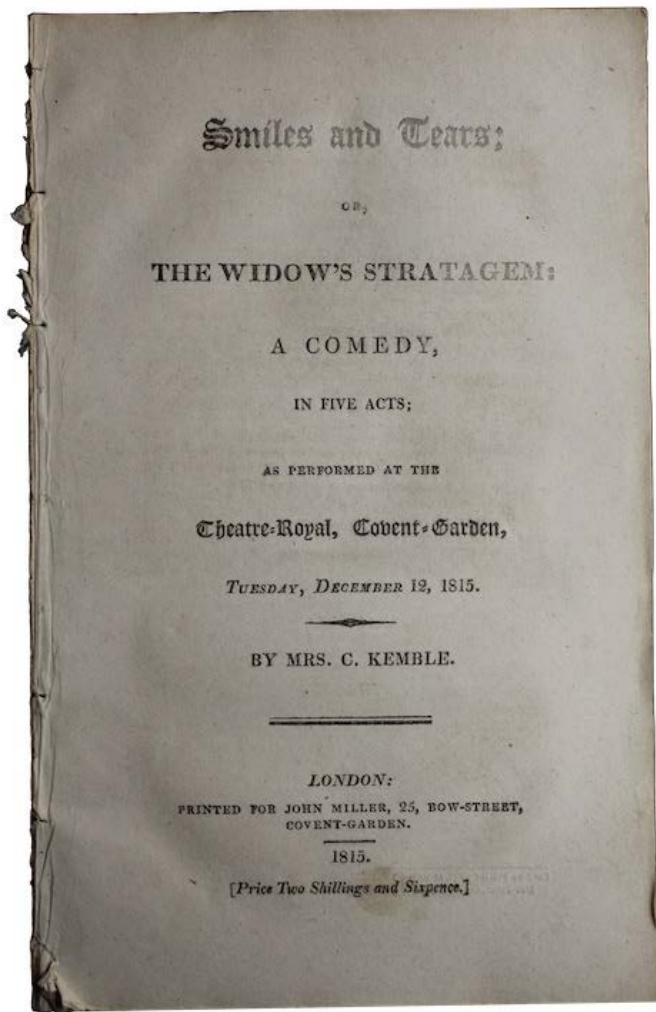 Smiles and Tears;
OR,
THE WIDOW'S STRATAGEM:
A COMEDY,
IN FIVE ACTS;
AS PERFORMED AT THE
Theatre-Royal, Covent-Garden,
TUESDAY, DECEMBER 12, 1815.
BY MRS. C. KEMBLE.
LONDON:
PRINTED FOR JOHN MILLER, 25, BOW-STREET,
COVENT-GARDEN.
1815.
[Price Two Shillings and Sixpence.]